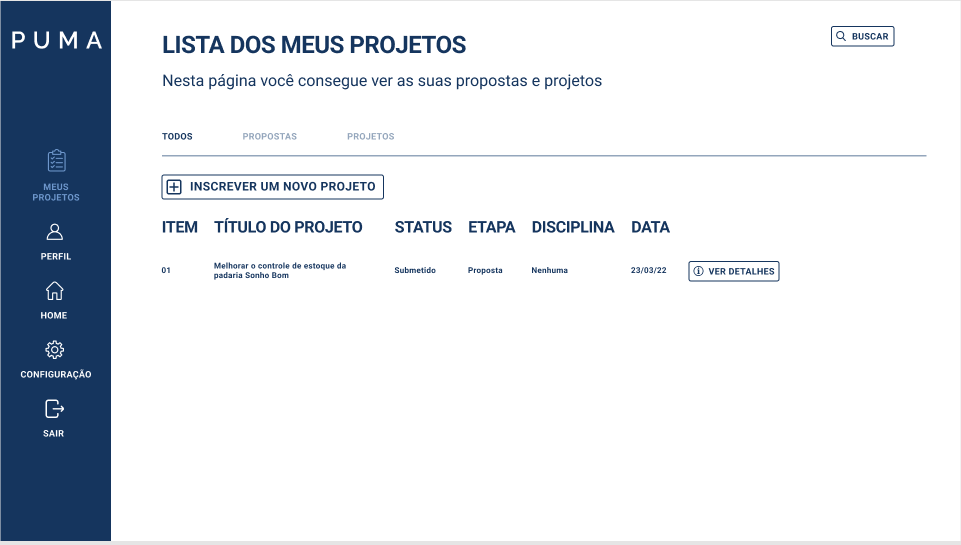 PUMA
LISTA DOS MEUS PROJETOS
BUSCAR
Nesta página você consegue ver as suas propostas e projetos
TODOS PROPOSTAS PROJETOS
MEUS
PROJETOS
PERFIL
HOME
CONFIGURAÇÃO
SAIR
INSCREVER UM NOVO PROJETO
ITEM TÍTULO DO PROJETO STATUS ETAPA DISCIPLINA DATA
01 Melhorar o controle de estoque da
padaria Sonho Bom Submetido Proposta Nenhuma 23/03/22 VER DETALHES